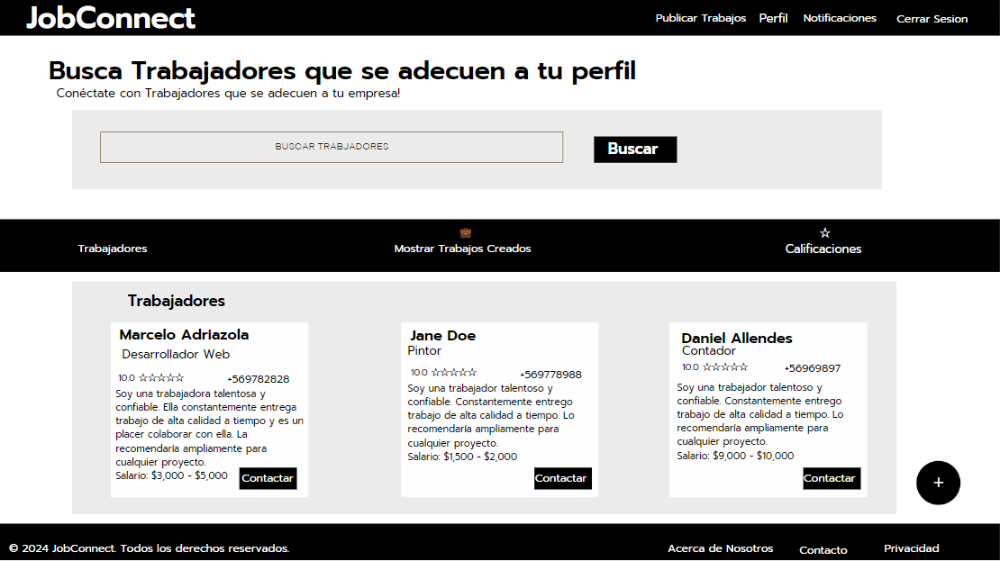 JobConnect
Publicar Trabajos Perfil Notificaciones Cerrar Sesion
Busca Trabajadores que se adecuen a tu perfil
Conéctate con Trabajadores que se adecuen a tu empresa!
BUSCAR TRABJADORES
Buscar
Trabajadores
Mostrar Trabajos Creados
Calificaciones
Trabajadores
Marcelo Adriazola
Desarrollador Web
10.0 ☆☆☆☆☆ +569782828
Soy una trabajadora talentosa y
confiable. Ella constantemente entrega
trabajo de alta calidad a tiempo y es un
placer colaborar con ella. La
recomendaría ampliamente para
cualquier proyecto.
Salario: $3,000 - $5,000
Contactar
Jane Doe
Pintor
10.0 ☆☆☆☆☆ +569778988
Soy una trabajador talentoso y
confiable. Constantemente entrego
trabajo de alta calidad a tiempo. Lo
recomendaría ampliamente para
cualquier proyecto.
Salario: $1,500 - $2,000
Contactar
Daniel Allendes
Contador
10.0 ☆☆☆☆☆ +56969897
Soy una trabajador talentoso y
confiable. Constantemente entrego
trabajo de alta calidad a tiempo. Lo
recomendaría ampliamente para
cualquier proyecto.
Salario: $9,000 - $10,000
Contactar
+
© 2024 JobConnect. Todos los derechos reservados.
Acerca de Nosotros Contacto Privacidad